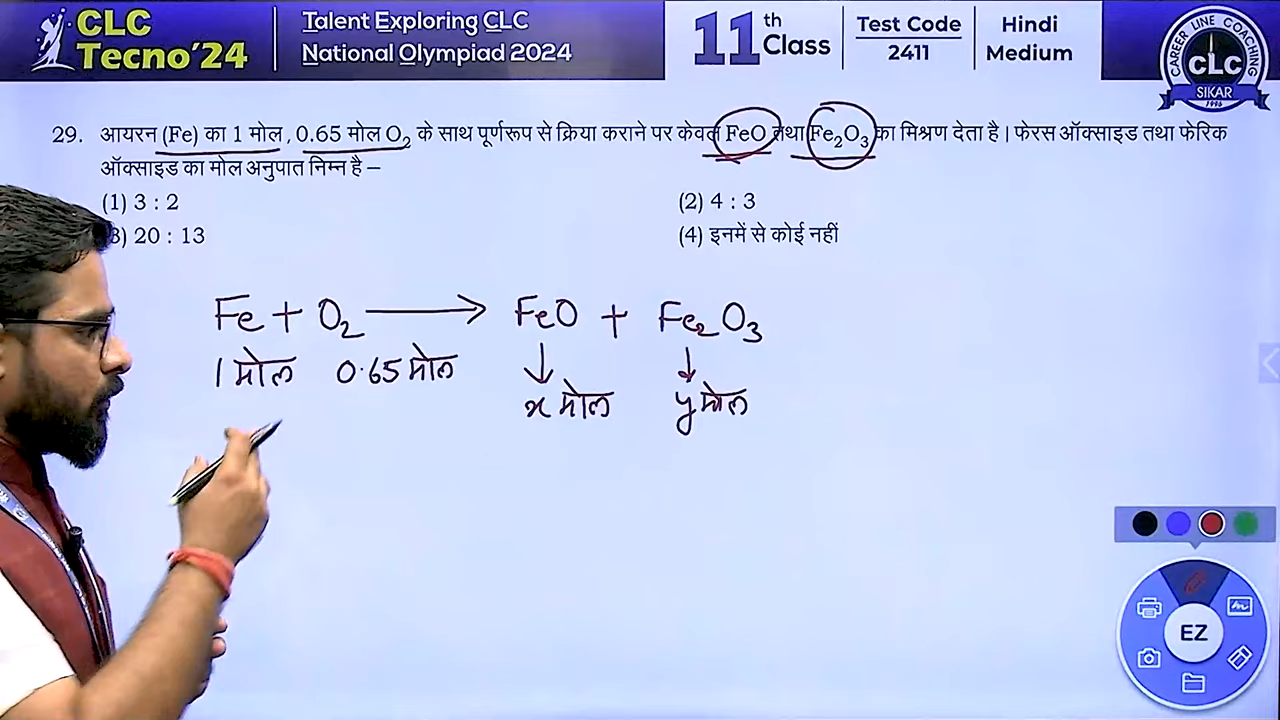 CLC
Tecno'24
Talent Exploring CLC
National Olympiad 2024
11th Class
Test Code
2411
Hindi
Medium
CAREER LINE COACHING
CLC
SIKAR
1996
29. आयरन (Fe) का 1 मोल, 0.65 मोल O₂ के साथ पूर्णरूप से क्रिया कराने पर केवल FeO तथा Fe₂O₃ का मिश्रण देता है। फेरस ऑक्साइड तथा फेरिक
ऑक्साइड का मोल अनुपात निम्न है –
(1) 3 : 2 (2) 4 : 3
3) 20 : 13 (4) इनमें से कोई नहीं
Fe + O₂ ⟶ FeO + Fe₂O₃
1 मोल 0.65 मोल ↓ ↓
x मोल y मोल
EZ